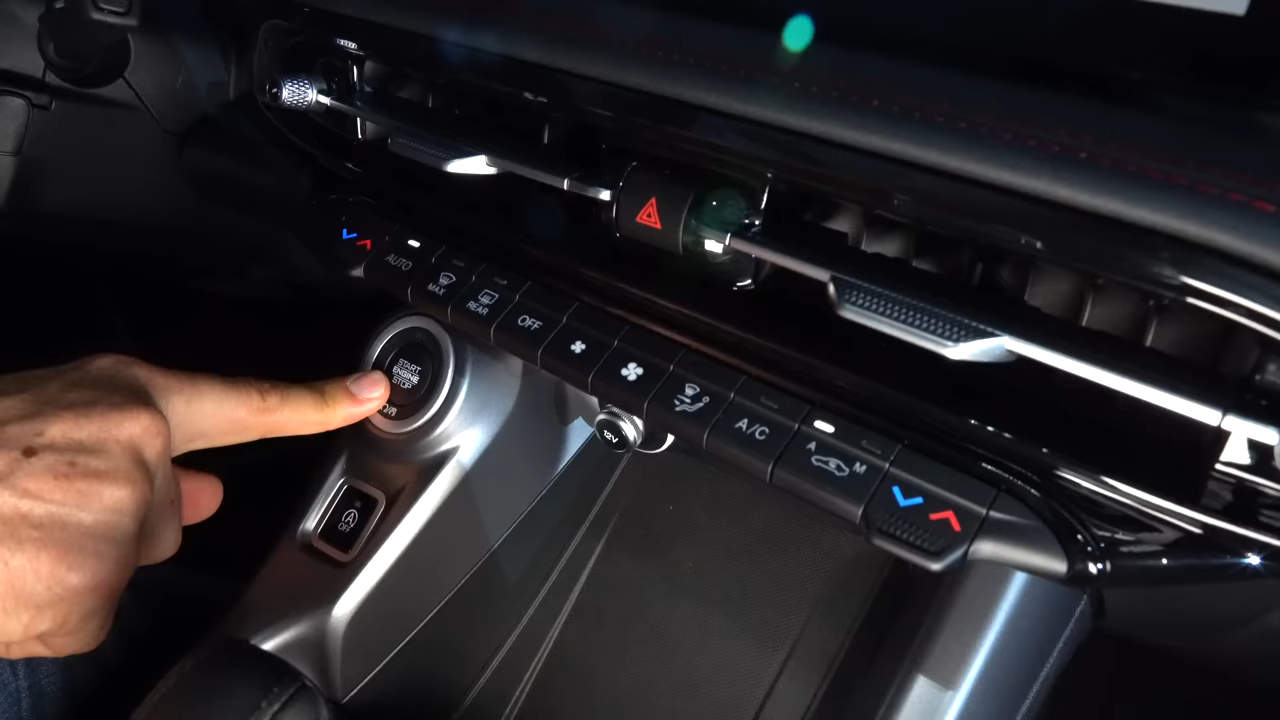 AUTO
MAX
REAR
OFF
A/C
A M
START
ENGINE
STOP
12V
A
OFF